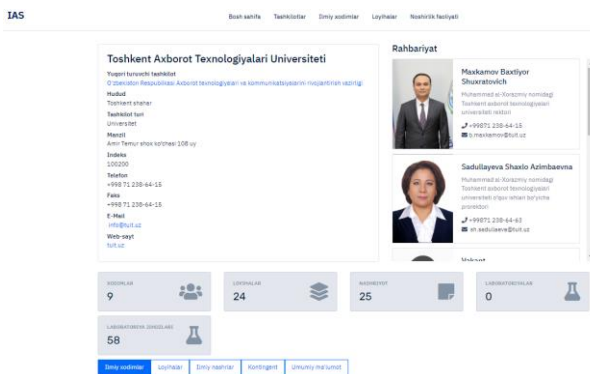 IAS
Bosh sahifa Tashkilotlar Ilmiy xodimlar Loyihalar Noshirlik faoliyati
Toshkent Axborot Texnologiyalari Universiteti
Yuqori turuvchi tashkilot
O'zbekiston Respublikasi Axborot texnologiyalari va kommunikatsiyalarini rivojlantirish vazirligi
Hudud
Toshkent shahar
Tashkilot turi
Universitet
Manzil
Amir Temur shox ko'chasi 108 uy
Indeks
100200
Telefon
+998 71 238-64-15
Faks
+998 71 238-64-15
E-Mail
info@tuit.uz
Web-sayt
tuit.uz
Rahbariyat
Maxkamov Baxtiyor
Shuxratovich
Muhammad al-Xorazmiy nomidagi
Toshkent axborot texnologiyalari
universiteti rektori
+99871 238-64-15
b.maxkamov@tuit.uz
Sadullayeva Shaxlo Azimbaevna
Muhammad al-Xorazmiy nomidagi
Toshkent axborot texnologiyalari
universiteti o'quv ishlari bo'yicha
prorektori
+99871 238-64-63
sh.sadullaeva@tuit.uz
Vakant
XODIMLAR
9
LOYIHALAR
24
NASHRIYOT
25
LABORATORIYALAR
0
LABORATORIYA JIHOZLARI
58
Ilmiy xodimlar Loyihalar Ilmiy nashrlar Kontingent Umumiy ma'lumot